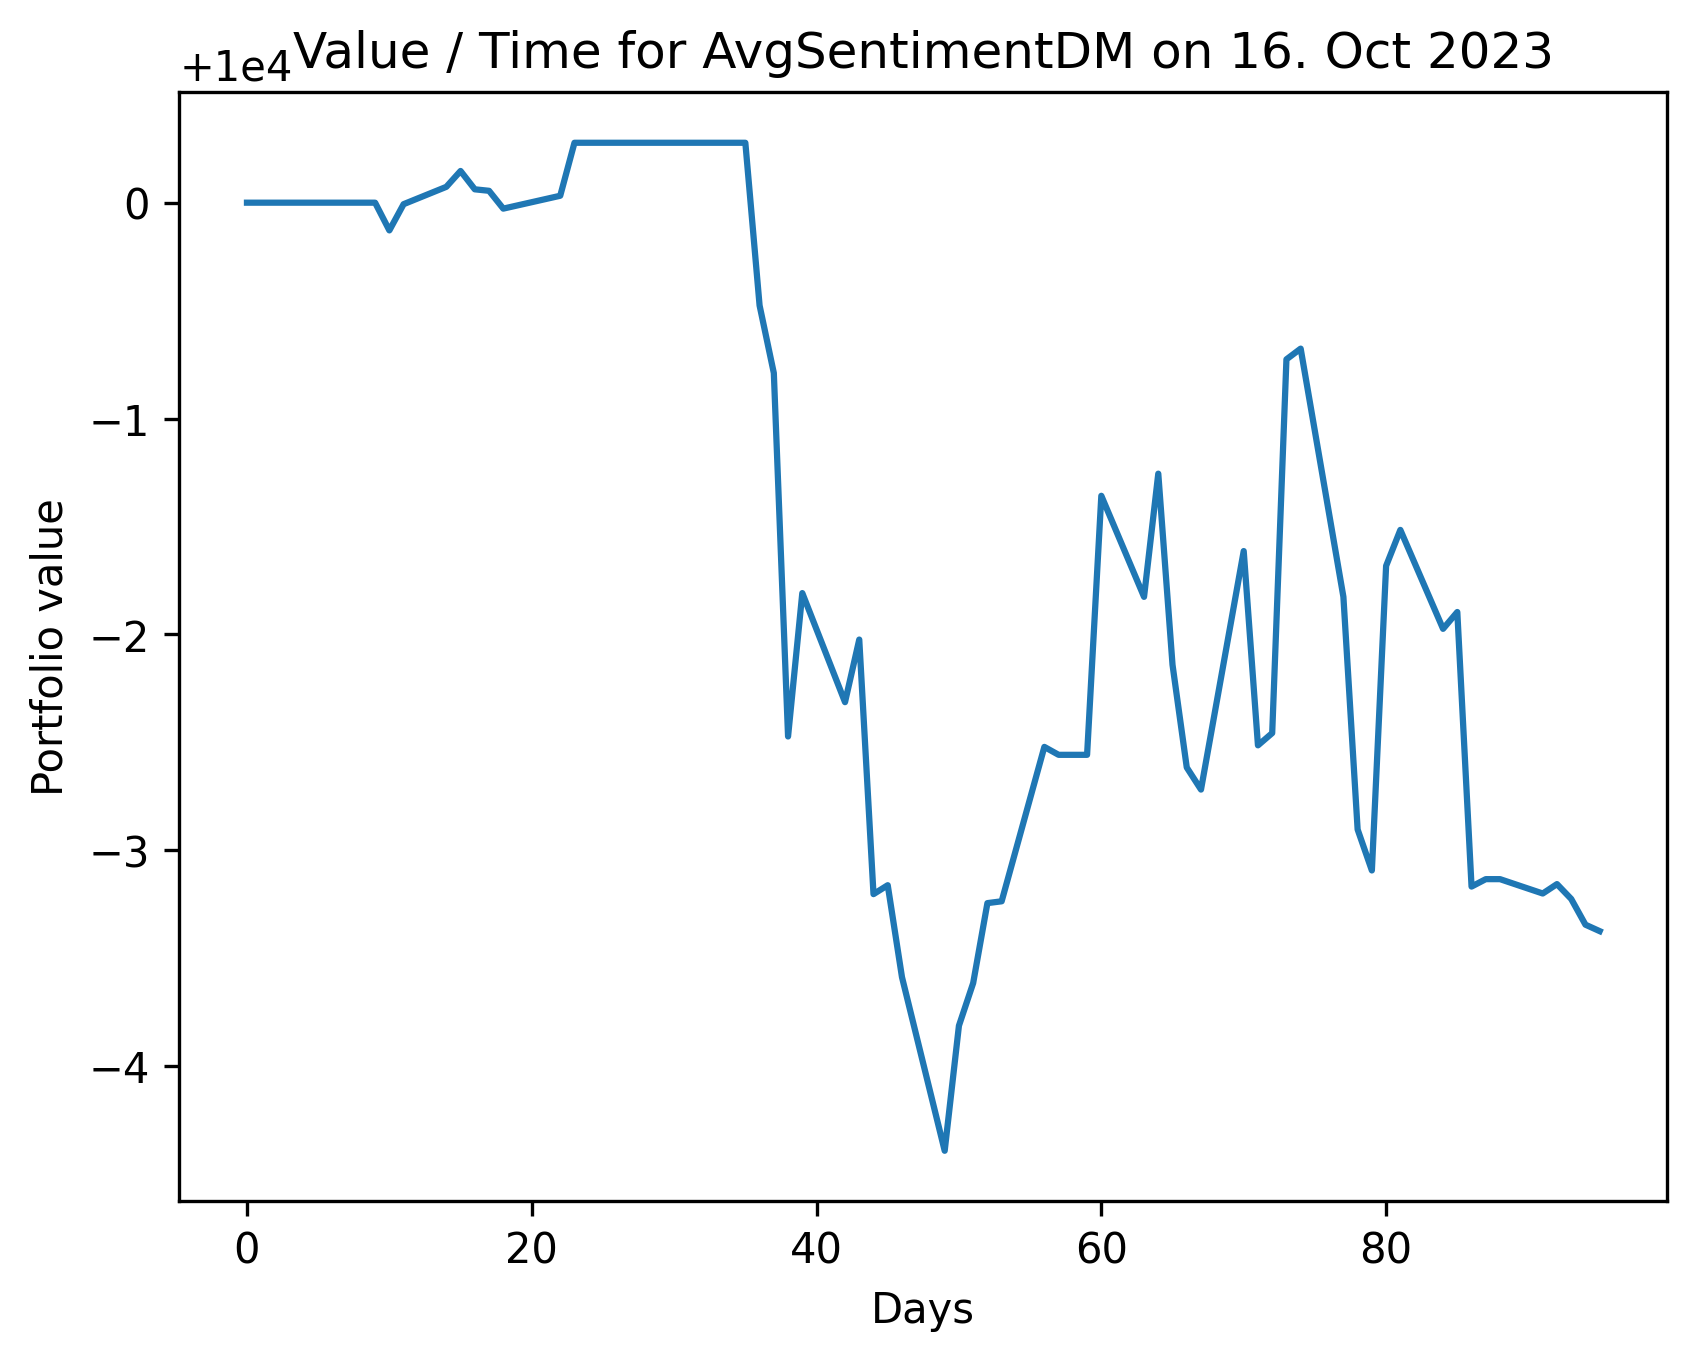 Value / Time for AvgSentimentDM on 16. Oct 2023
+1e4
0
−1
−2
−3
−4
Portfolio value
0 20 40 60 80
Days